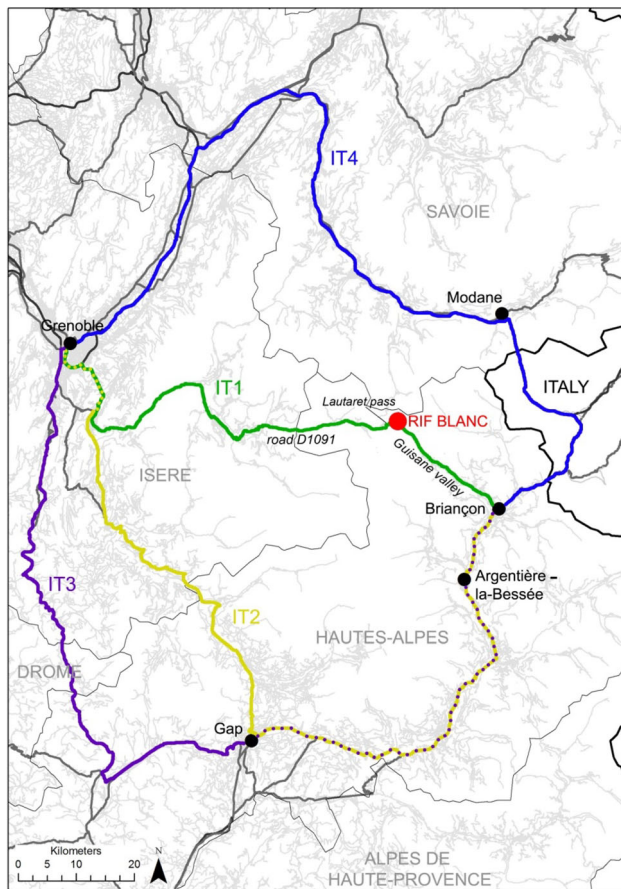 IT4
SAVOIE
Modane
Grenoble
ITALY
IT1
Lautaret pass
RIF BLANC
road D1091
Guisane valley
ISERE
Briançon
Argentière -
la-Bessée
IT3
IT2
HAUTES-ALPES
DROME
Gap
Kilometers
N
0 5 10 20
ALPES DE
HAUTE-PROVENCE